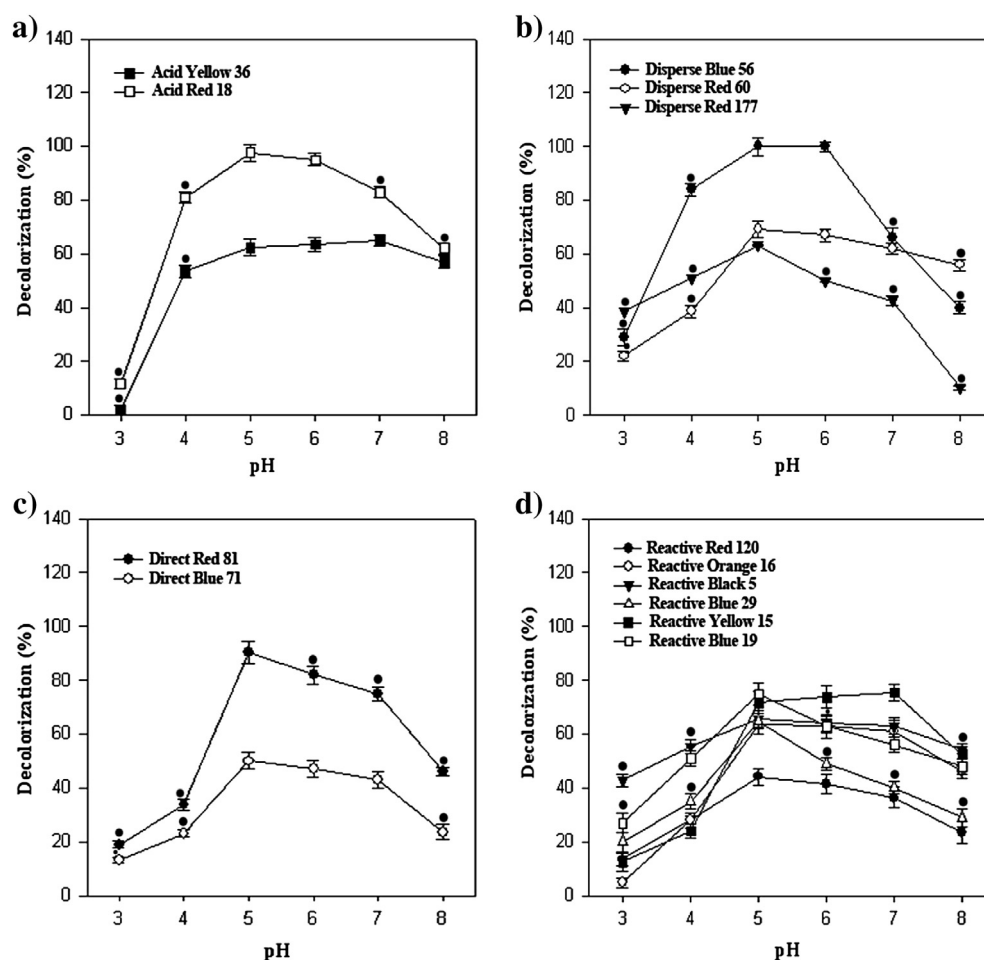 a)
140
120
100
80
60
40
20
0
Decolorization (%)
Acid Yellow 36
Acid Red 18
3 4 5 6 7 8
pH
b)
140
120
100
80
60
40
20
0
Decolorization (%)
Disperse Blue 56
Disperse Red 60
Disperse Red 177
3 4 5 6 7 8
pH
c)
140
120
100
80
60
40
20
0
Decolorization (%)
Direct Red 81
Direct Blue 71
3 4 5 6 7 8
pH
d)
140
120
100
80
60
40
20
0
Decolorization (%)
Reactive Red 120
Reactive Orange 16
Reactive Black 5
Reactive Blue 29
Reactive Yellow 15
Reactive Blue 19
3 4 5 6 7 8
pH